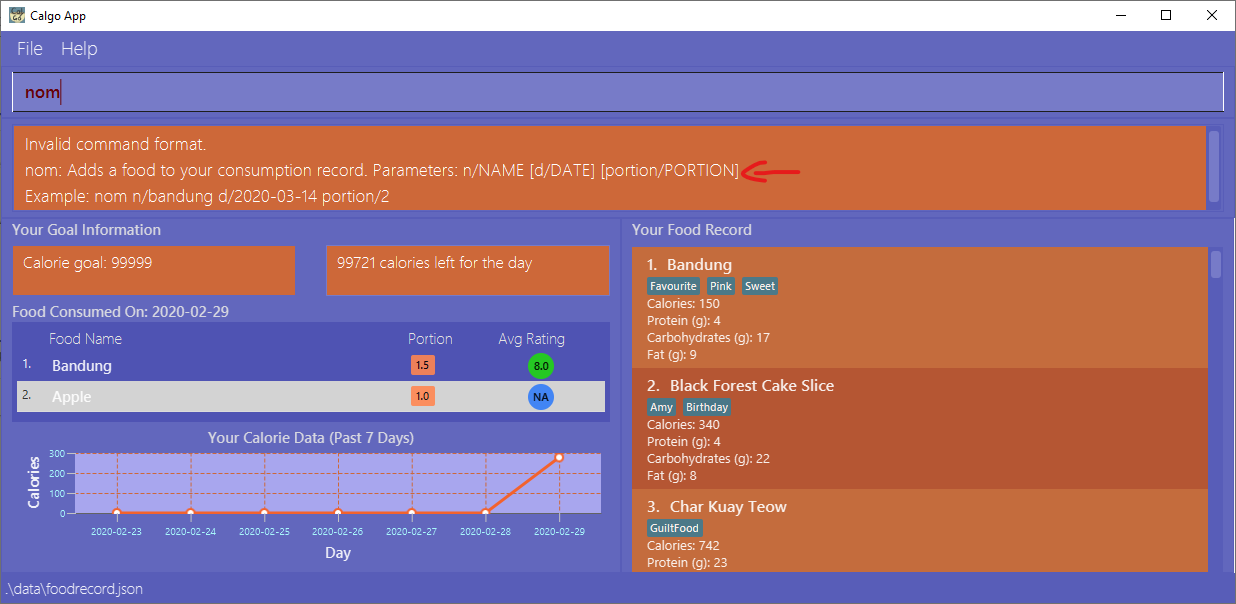 Calgo App
File Help
nom
Invalid command format.
nom: Adds a food to your consumption record. Parameters: n/NAME [d/DATE] [portion/PORTION]
Example: nom n/bandung d/2020-03-14 portion/2
Your Goal Information
Calorie goal: 99999
99721 calories left for the day
Food Consumed On: 2020-02-29
Food Name Portion Avg Rating
1. Bandung 1.5 8.0
2. Apple 1.0 NA
Your Calorie Data (Past 7 Days)
Calories
300
200
100
0
2020-02-23 2020-02-24 2020-02-25 2020-02-26 2020-02-27 2020-02-28 2020-02-29
Day
Your Food Record
1. Bandung
Favourite Pink Sweet
Calories: 150
Protein (g): 4
Carbohydrates (g): 17
Fat (g): 9
2. Black Forest Cake Slice
Amy Birthday
Calories: 340
Protein (g): 4
Carbohydrates (g): 22
Fat (g): 8
3. Char Kuay Teow
GuiltFood
Calories: 742
Protein (g): 23
.\data\foodrecord.json